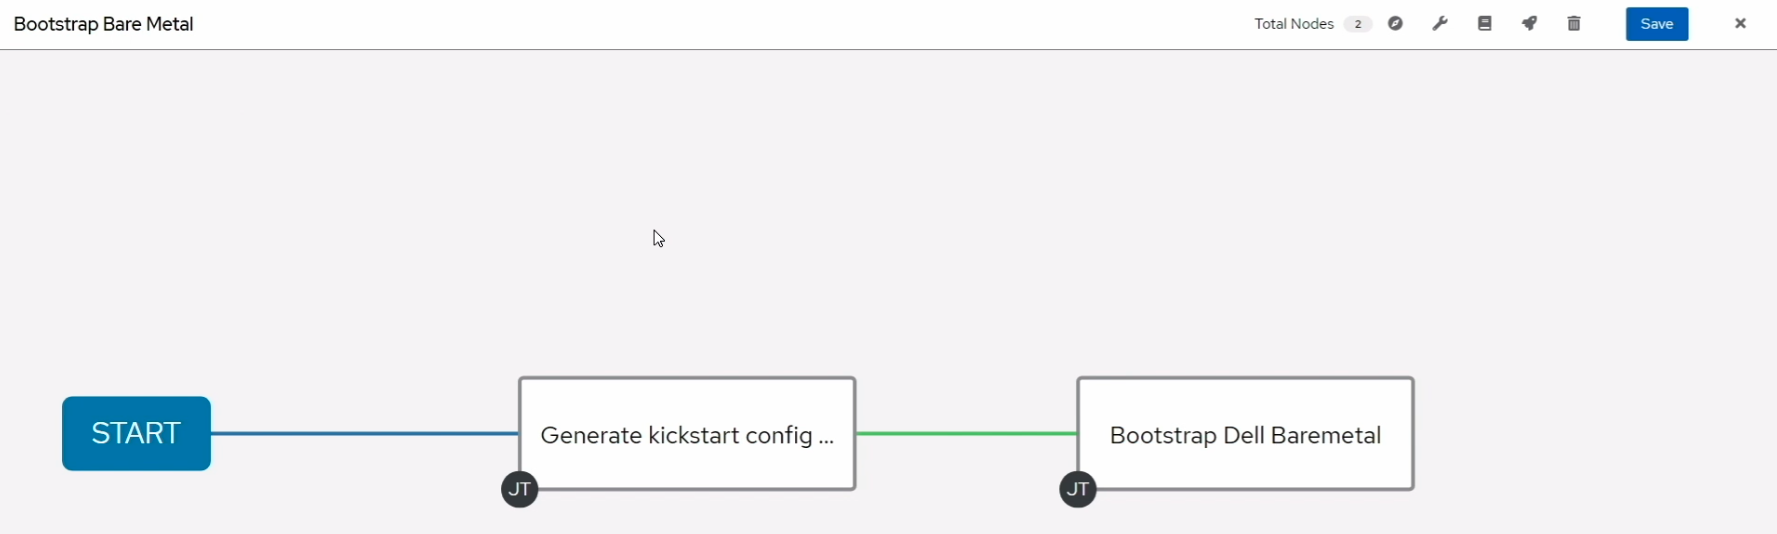 Bootstrap Bare Metal
Total Nodes 2
Save
START
Generate kickstart config ...
JT
Bootstrap Dell Baremetal
JT